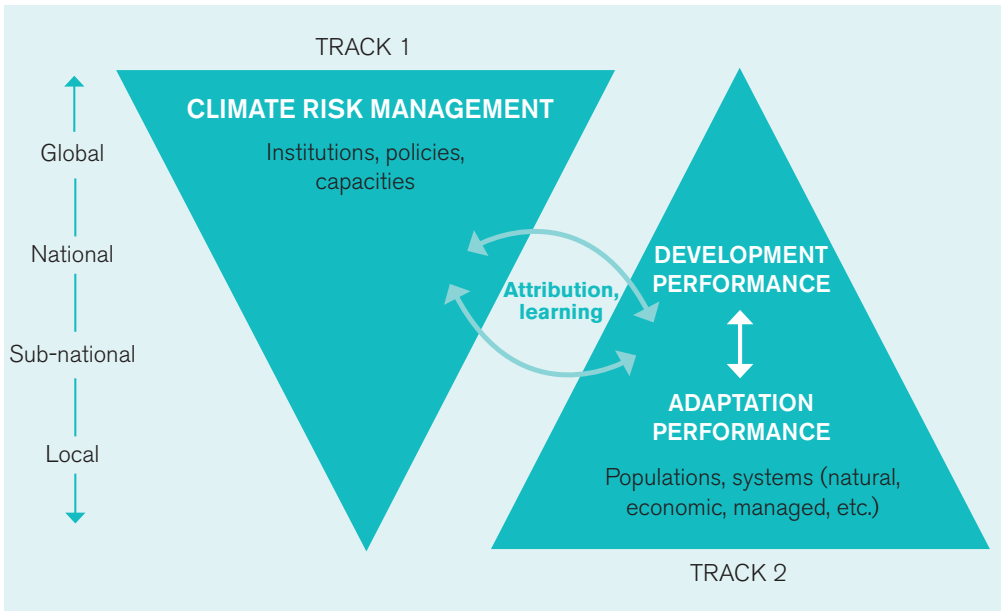 TRACK 1
CLIMATE RISK MANAGEMENT
Institutions, policies,
capacities
Global
National
Sub-national
Local
Attribution,
learning
DEVELOPMENT
PERFORMANCE
ADAPTATION
PERFORMANCE
Populations, systems (natural,
economic, managed, etc.)
TRACK 2